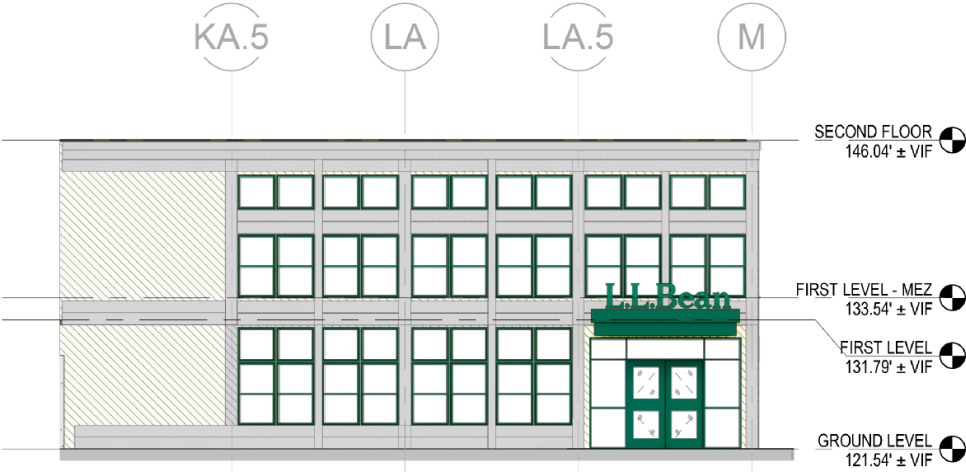 KA.5
LA
LA.5
M
SECOND FLOOR
146.04' ± VIF
L.L.Bean
FIRST LEVEL - MEZ
133.54' ± VIF
FIRST LEVEL
131.79' ± VIF
GROUND LEVEL
121.54' ± VIF